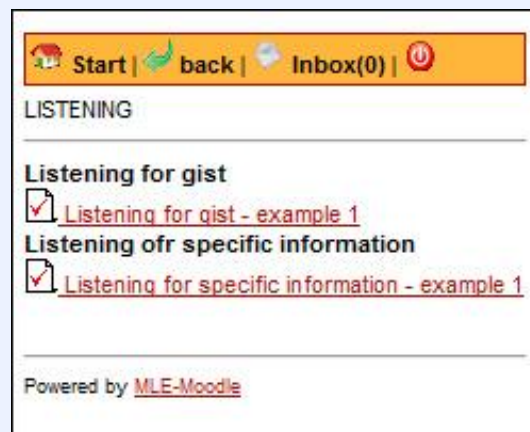 Start | back | Inbox(0) |
LISTENING
Listening for gist
Listening for gist - example 1
Listening ofr specific information
Listening for specific information - example 1
Powered by MLE-Moodle